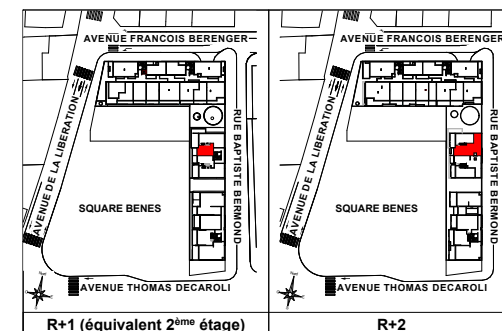 AVENUE FRANCOIS BERENGER
AVENUE DE LA LIBERATION
RUE BAPTISTE BERMOND
SQUARE BENES
AVENUE THOMAS DECAROLI
R+1 (équivalent 2ème étage)
AVENUE FRANCOIS BERENGER
AVENUE DE LA LIBERATION
RUE BAPTISTE BERMOND
SQUARE BENES
AVENUE THOMAS DECAROLI
R+2